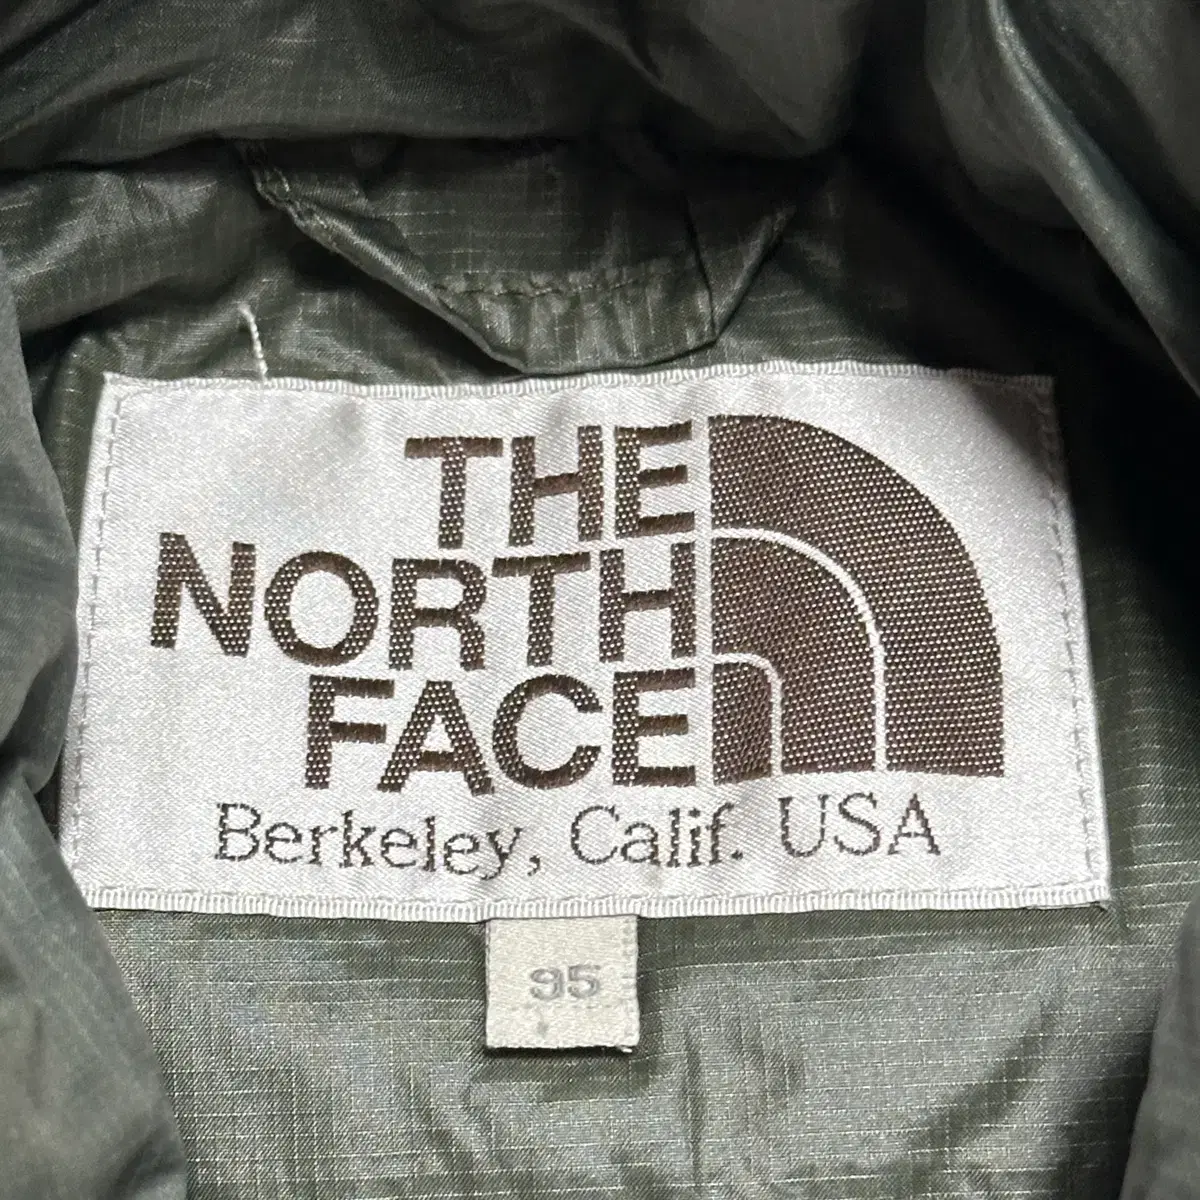 THE
NORTH
FACE
Berkeley, Calif. USA
95